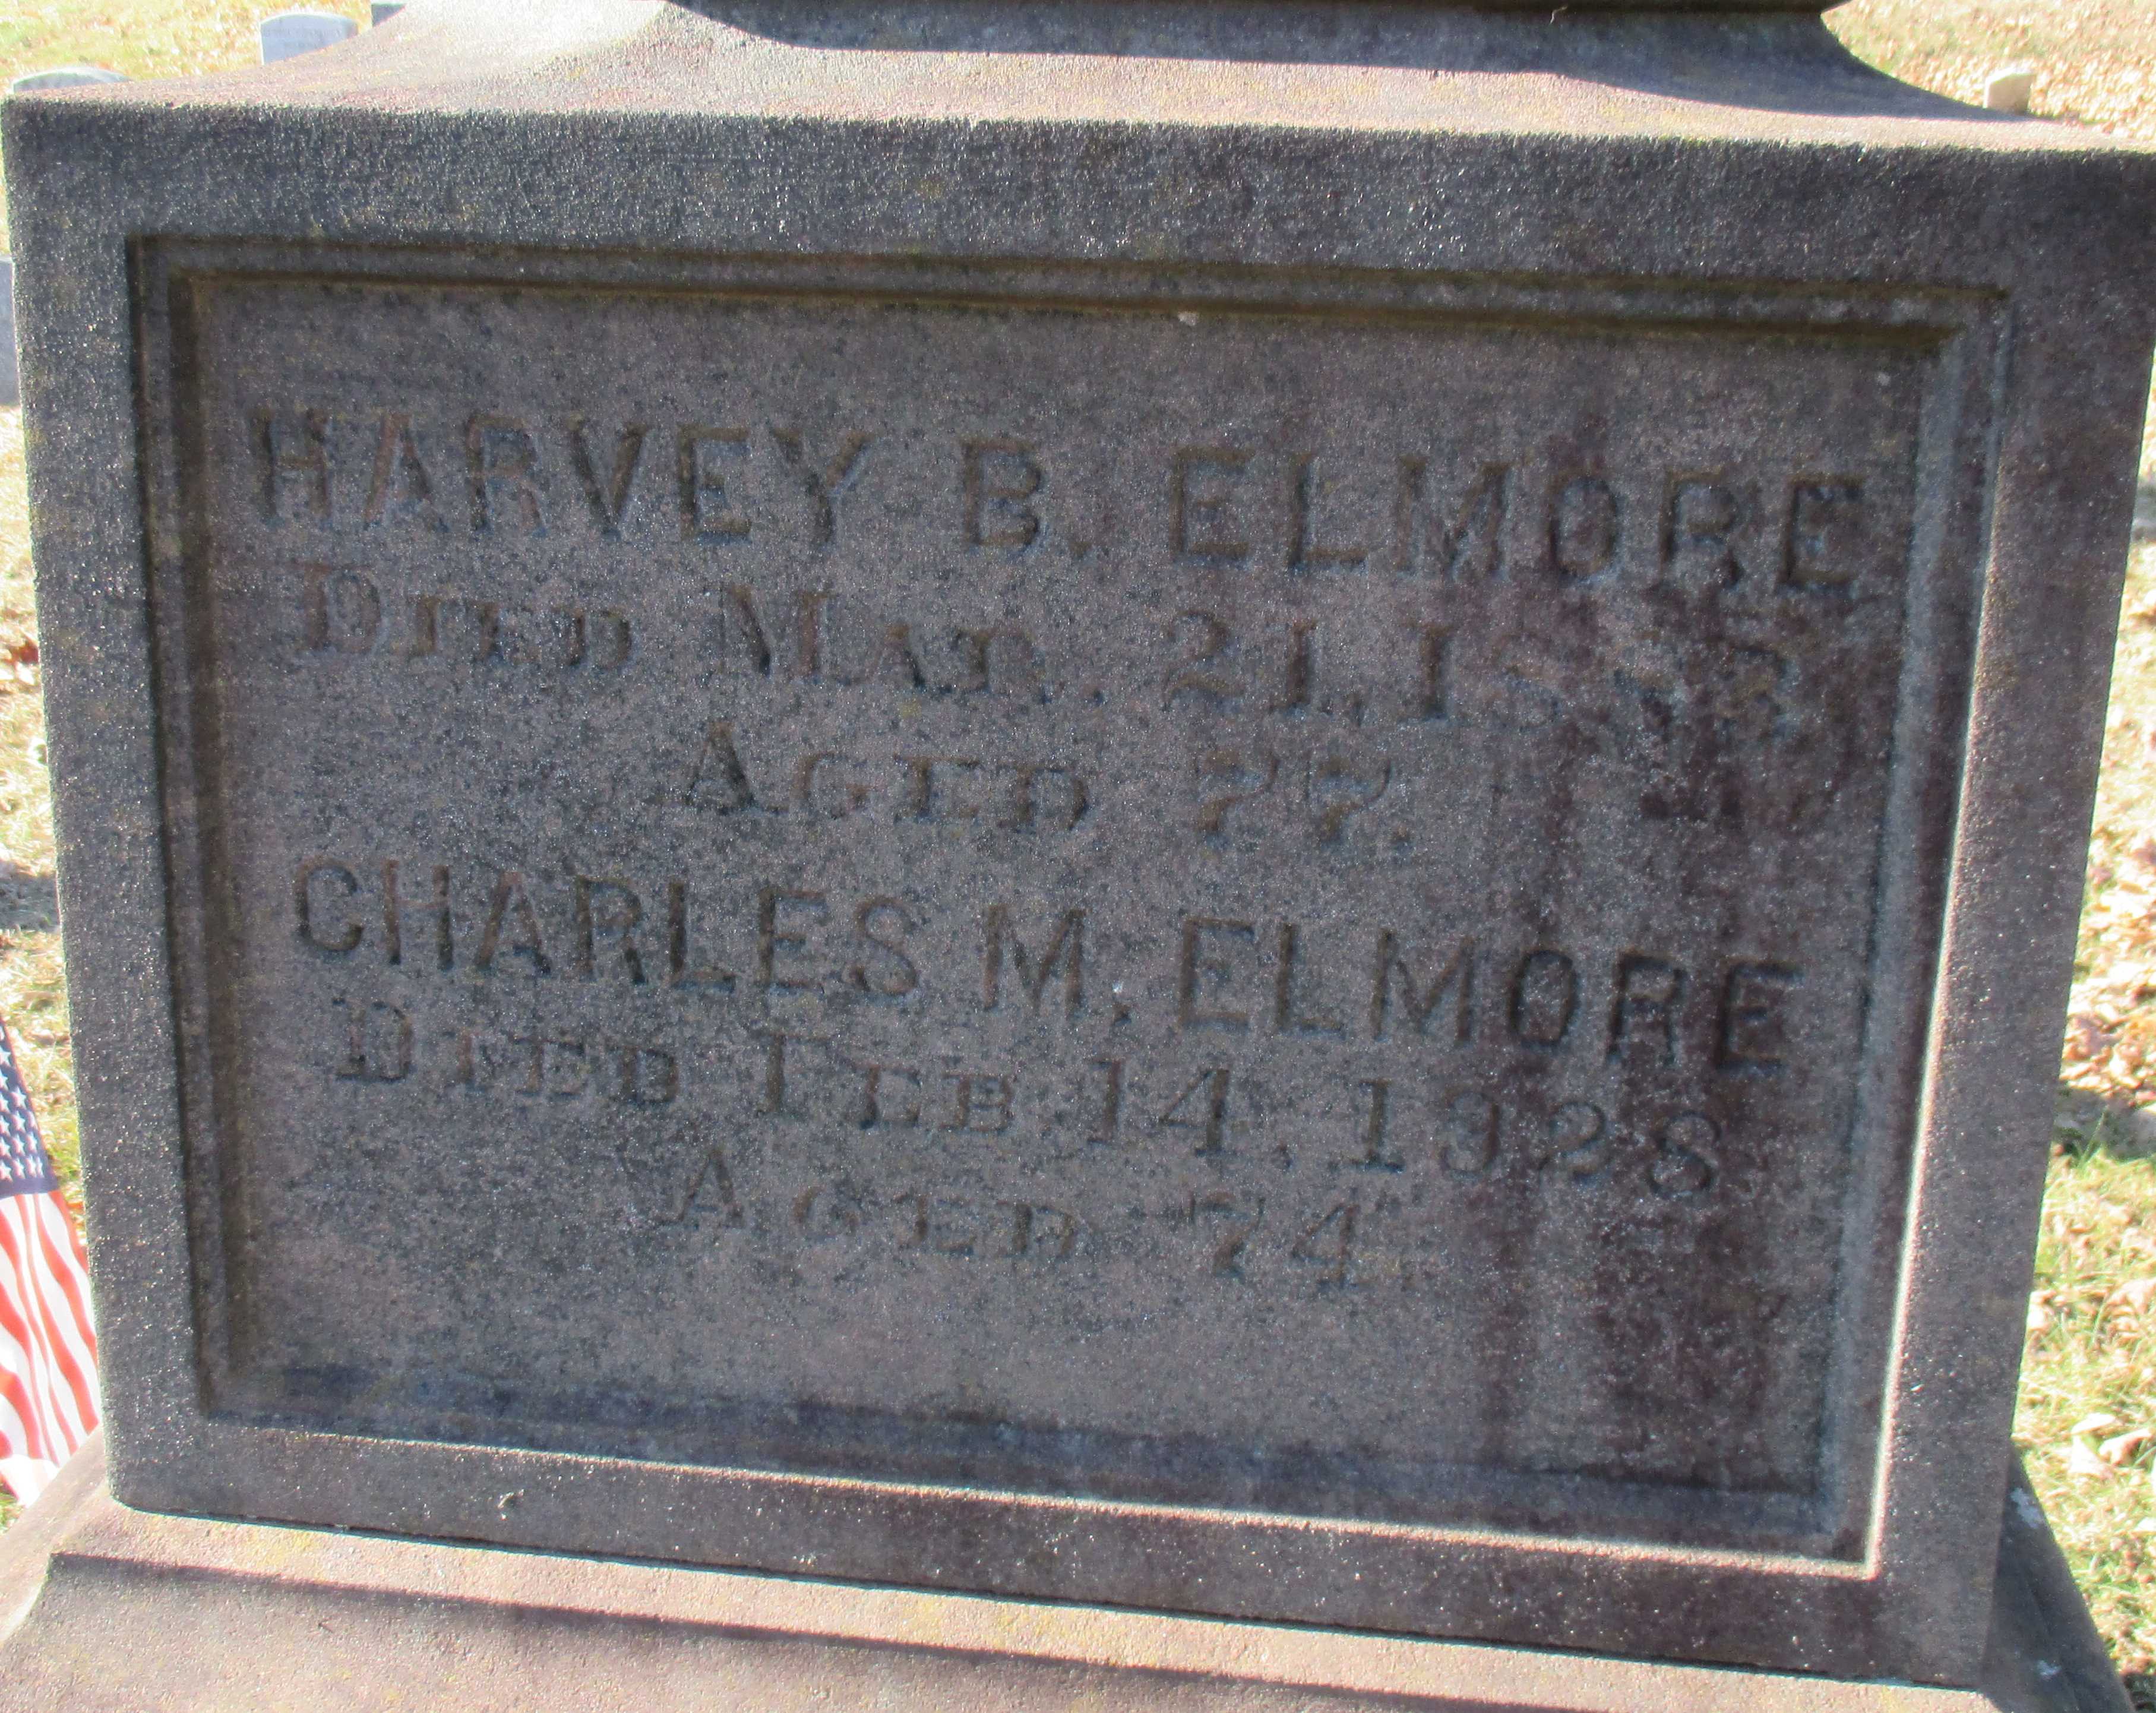 HARVEY B. ELMORE
DIED MAR. 21,
AGED 77.
CHARLES M. ELMORE
DIED FEB. 14, 1928
AGED 74.